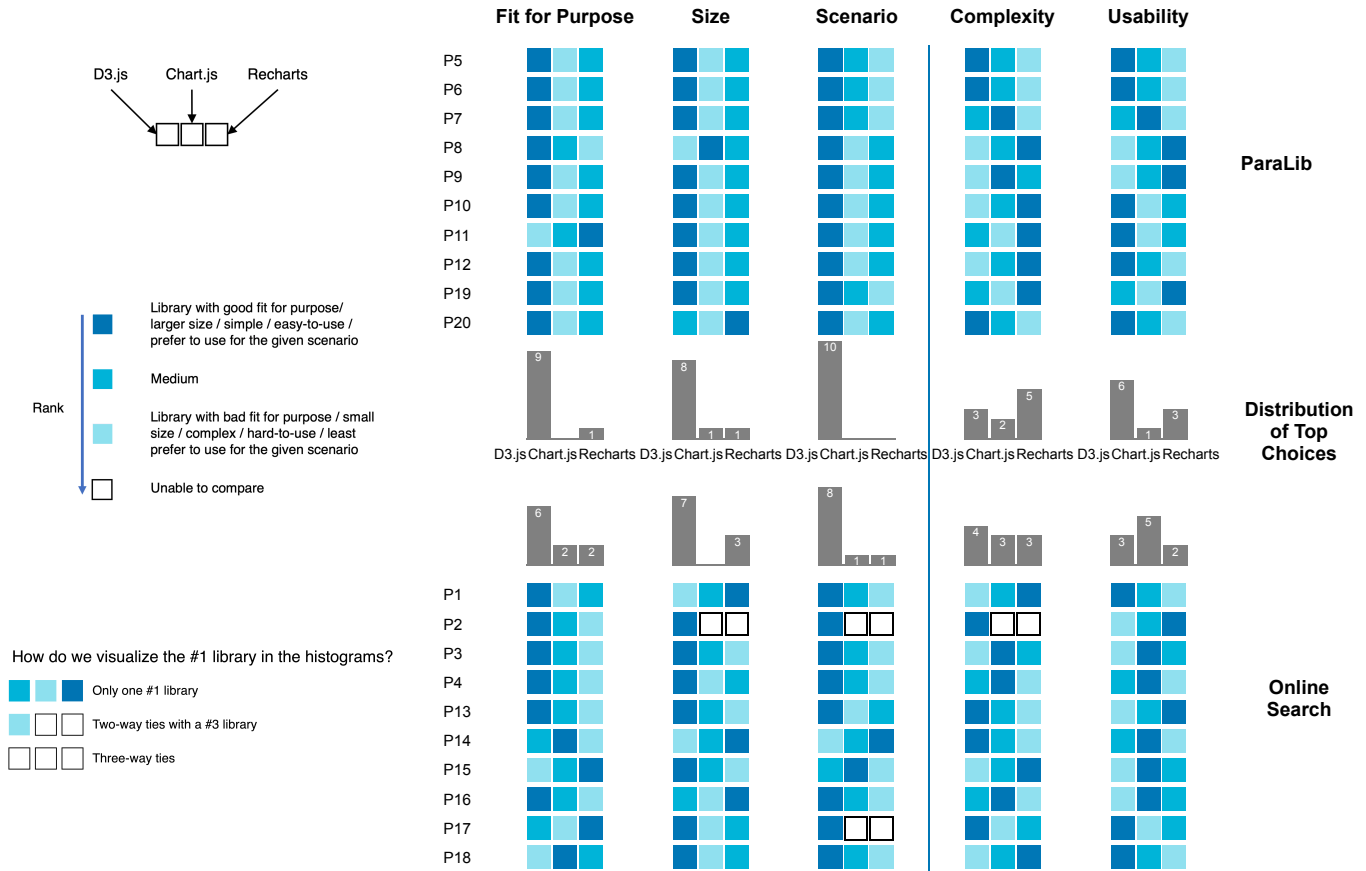 Fit for Purpose Size Scenario Complexity Usability
D3.js Chart.js Recharts
P5
P6
P7
P8
P9
P10
P11
P12
P19
P20
ParaLib
Rank
Library with good fit for purpose/
larger size / simple / easy-to-use /
prefer to use for the given scenario
Medium
Library with bad fit for purpose / small
size / complex / hard-to-use / least
prefer to use for the given scenario
Unable to compare
9 1 8 1 1 10 3 2 5 6 1 3
D3.js Chart.js Recharts D3.js Chart.js Recharts D3.js Chart.js Recharts D3.js Chart.js Recharts D3.js Chart.js Recharts
Distribution
of Top
Choices
6 2 2 7 3 8 1 1 4 3 3 3 5 2
P1
P2
P3
P4
P13
P14
P15
P16
P17
P18
Online
Search
How do we visualize the #1 library in the histograms?
Only one #1 library
Two-way ties with a #3 library
Three-way ties